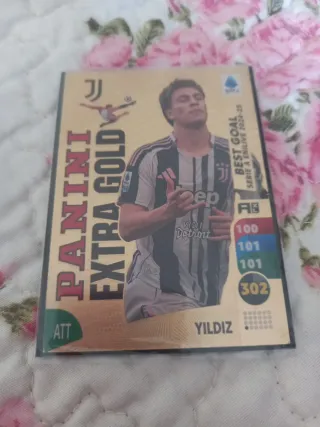 PANINI
EXTRA GOLD
BEST GOAL
SERIE A ENILIVE 2024-25
Jeep
100
101
101
302
ATT
YILDIZ